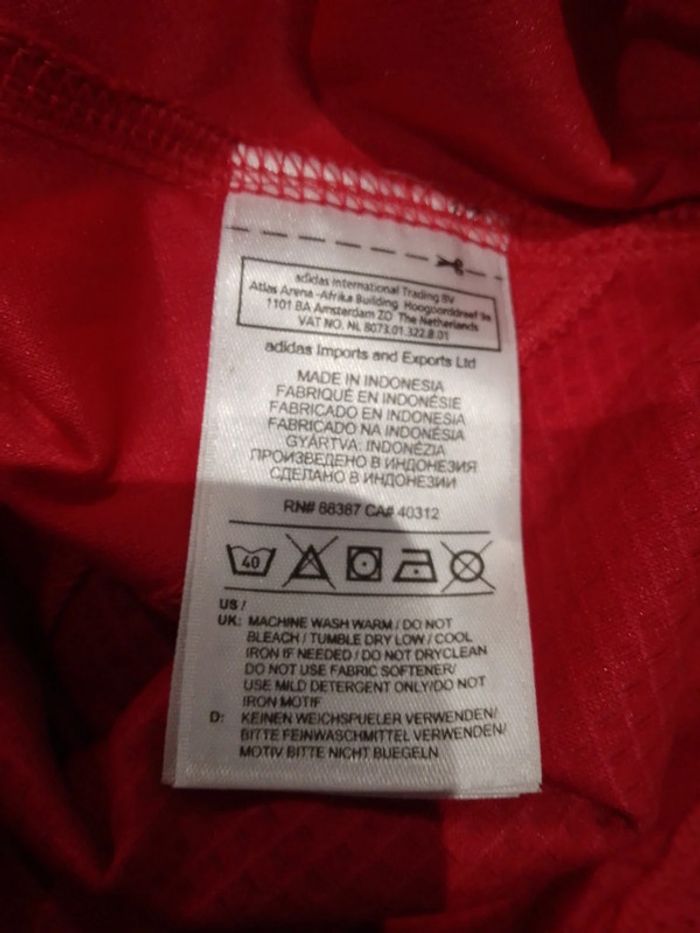 adidas International Trading BV
Atlas Arena -Afrika Building Hoogoorddreef 9a
1101 BA Amsterdam ZO The Netherlands
VAT NO. NL 8073.01.322.B.01
adidas Imports and Exports Ltd
MADE IN INDONESIA
FABRIQUÉ EN INDONÉSIE
FABRICADO EN INDONESIA
FABRICADO NA INDONÉSIA
GYÁRTVA: INDONÉZIA
ПРОИЗВЕДЕНО В ИНДОНЕЗИЯ
СДЕЛАНО В ИНДОНЕЗИИ
RN# 88387 CA# 40312
40
US /
UK: MACHINE WASH WARM / DO NOT
BLEACH / TUMBLE DRY LOW / COOL
IRON IF NEEDED / DO NOT DRYCLEAN
DO NOT USE FABRIC SOFTENER/
USE MILD DETERGENT ONLY/DO NOT
IRON MOTIF
D: KEINEN WEICHSPUELER VERWENDEN/
BITTE FEINWASCHMITTEL VERWENDEN/
MOTIV BITTE NICHT BUEGELN